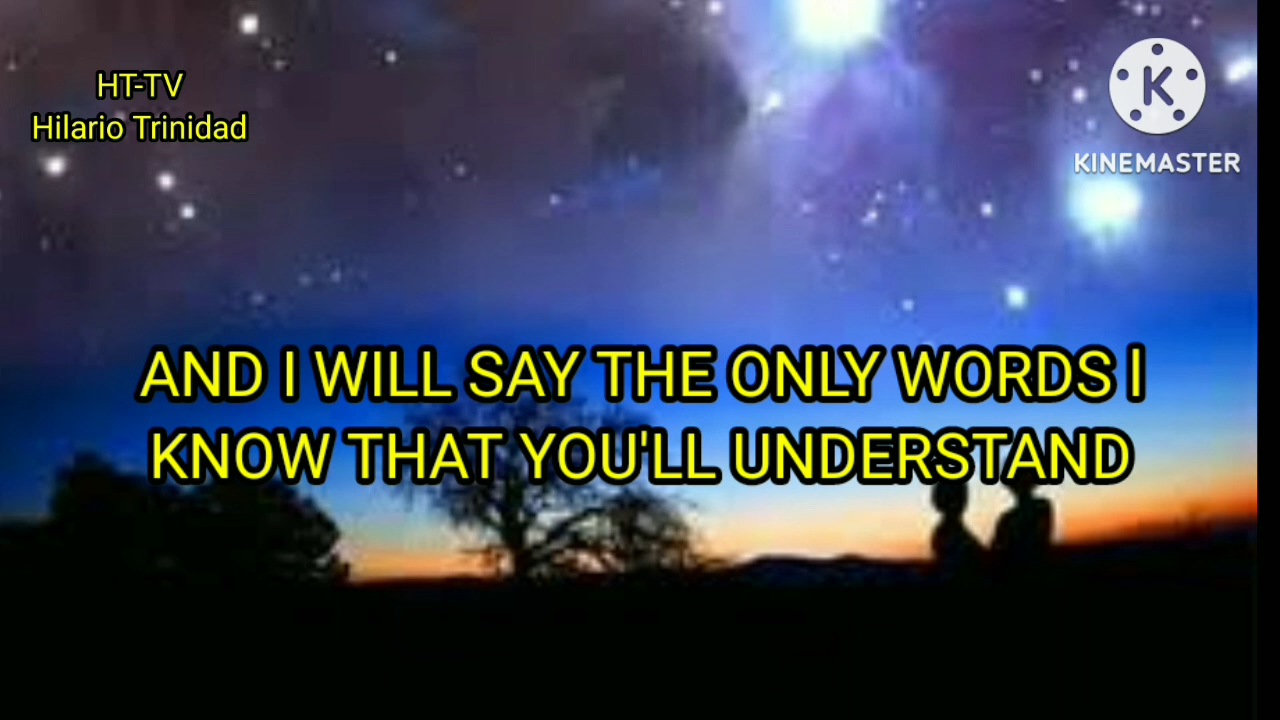 HT-TV
Hilario Trinidad
K
KINEMASTER
AND I WILL SAY THE ONLY WORDS l
KNOW THAT YOU'LL UNDERSTAND